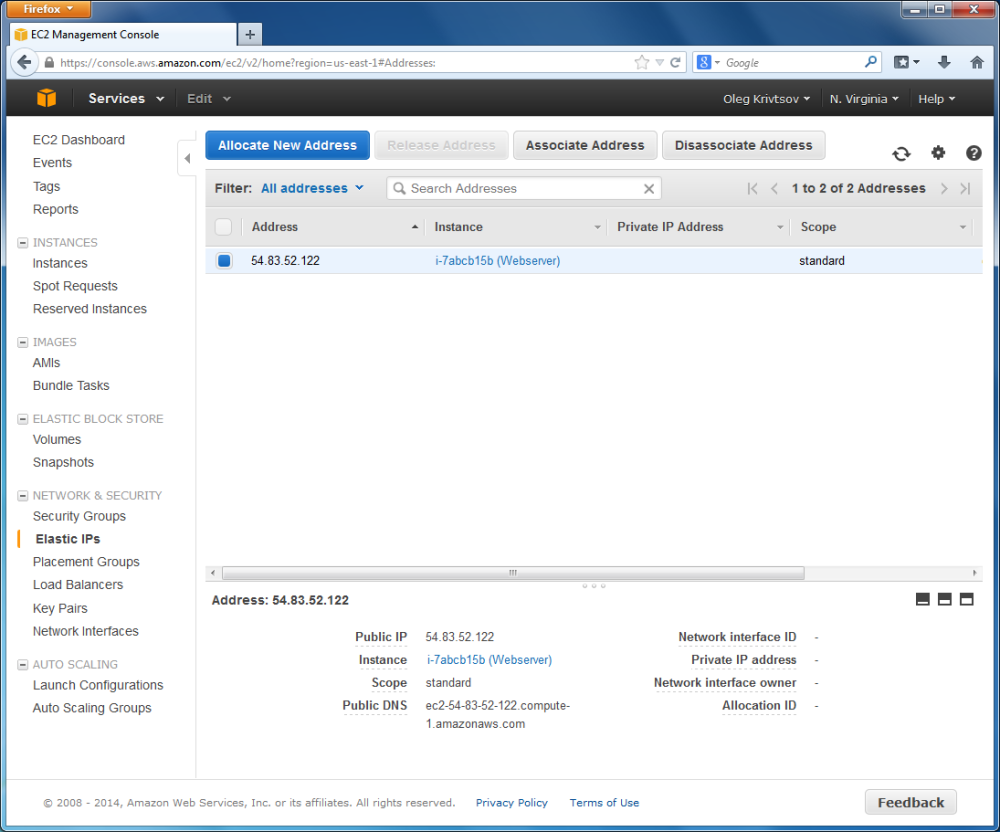 Firefox
EC2 Management Console
https://console.aws.amazon.com/ec2/v2/home?region=us-east-1#Addresses:
Google
Services Edit Oleg Krivtsov N. Virginia Help
EC2 Dashboard
Events
Tags
Reports
INSTANCES
Instances
Spot Requests
Reserved Instances
IMAGES
AMIs
Bundle Tasks
ELASTIC BLOCK STORE
Volumes
Snapshots
NETWORK & SECURITY
Security Groups
Elastic IPs
Placement Groups
Load Balancers
Key Pairs
Network Interfaces
AUTO SCALING
Launch Configurations
Auto Scaling Groups
Allocate New Address Release Address Associate Address Disassociate Address
Filter: All addresses Search Addresses 1 to 2 of 2 Addresses
Address Instance Private IP Address Scope
54.83.52.122 i-7abcb15b (Webserver) standard
Address: 54.83.52.122
Public IP 54.83.52.122 Network interface ID -
Instance i-7abcb15b (Webserver) Private IP address -
Scope standard Network interface owner -
Public DNS ec2-54-83-52-122.compute- Allocation ID -
1.amazonaws.com
© 2008 - 2014, Amazon Web Services, Inc. or its affiliates. All rights reserved. Privacy Policy Terms of Use Feedback